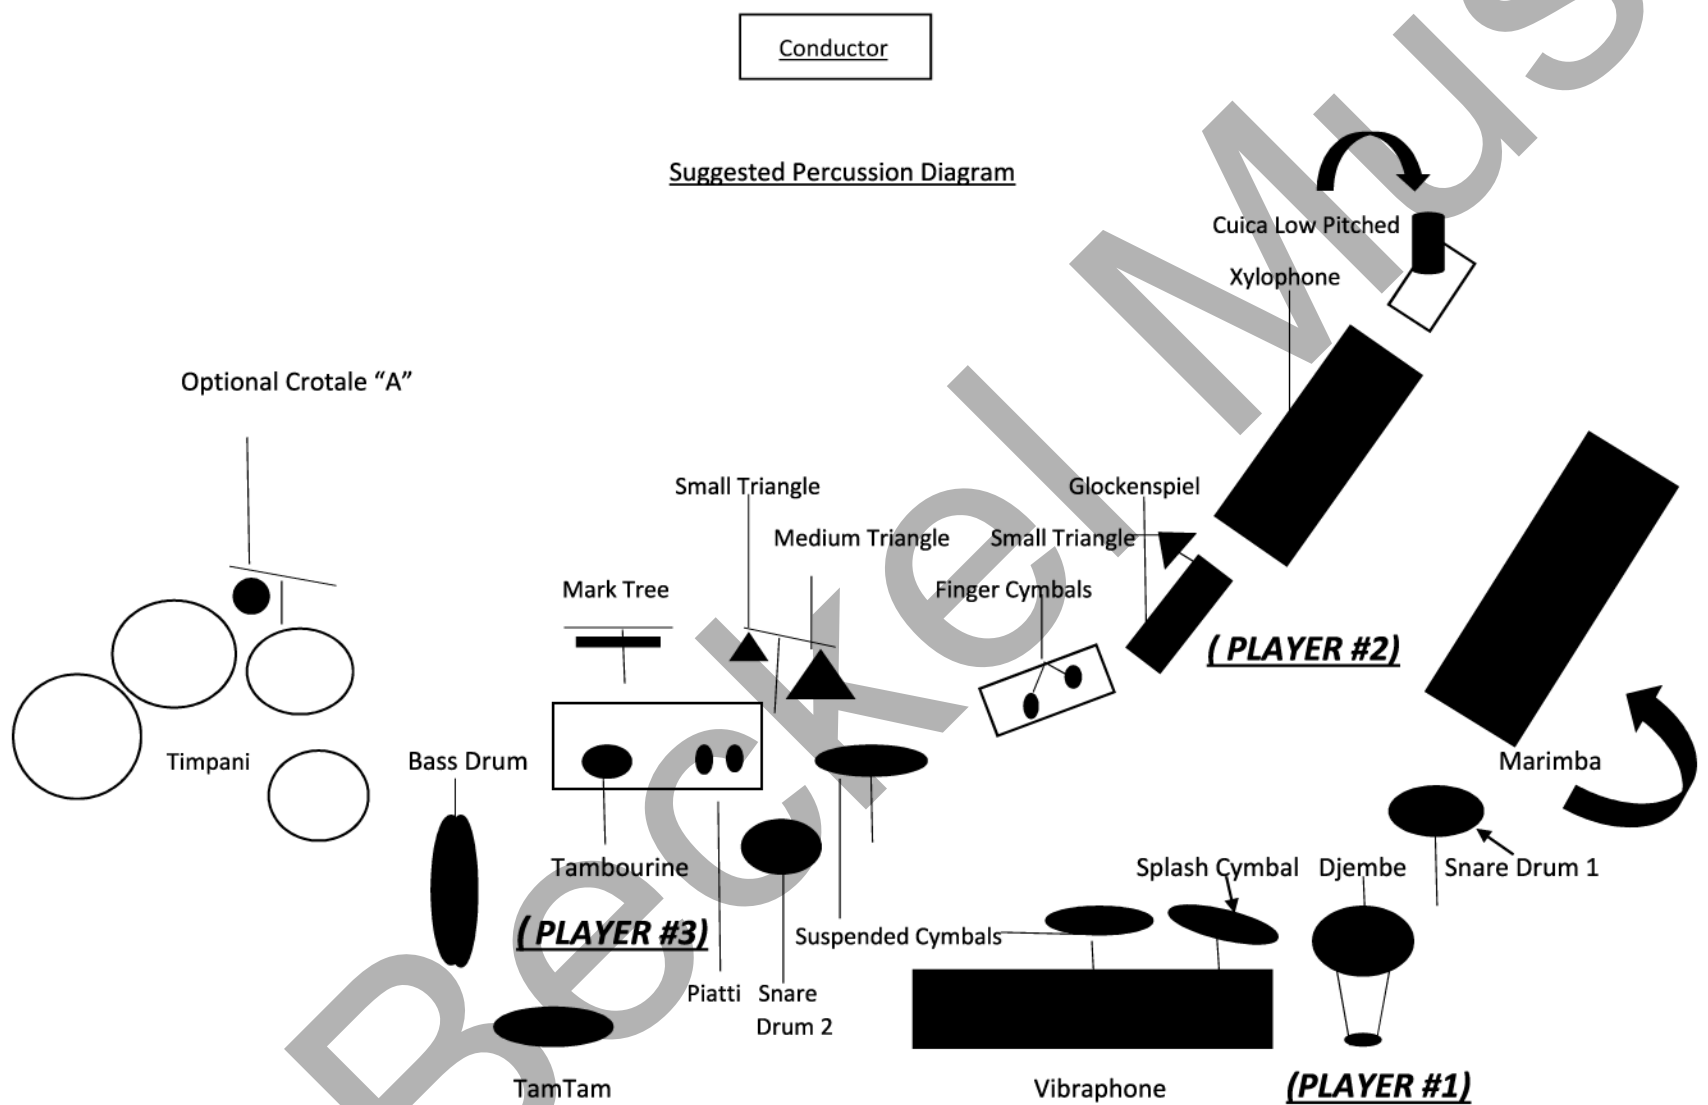 Conductor
Suggested Percussion Diagram
Cuica Low Pitched
Xylophone
Optional Crotale “A”
Small Triangle
Glockenspiel
Medium Triangle
Small Triangle
Mark Tree
Finger Cymbals
( PLAYER #2)
Timpani
Bass Drum
Marimba
Tambourine
Splash Cymbal
Djembe
Snare Drum 1
( PLAYER #3)
Suspended Cymbals
Piatti
Snare
Drum 2
TamTam
Vibraphone
(PLAYER #1)
Beckel Mus